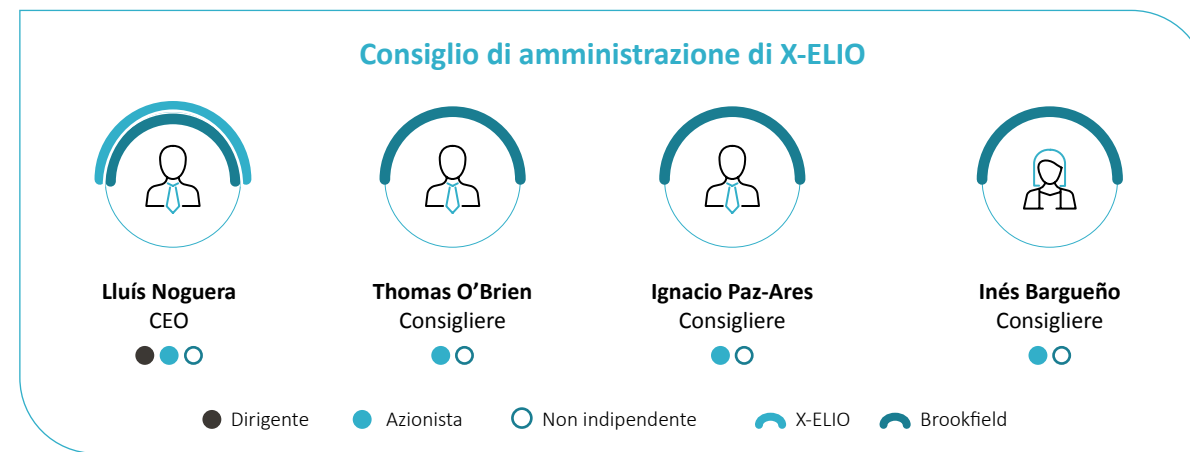 Consiglio di amministrazione di X-ELIO
Lluís Noguera
CEO
Thomas O’Brien
Consigliere
Ignacio Paz-Ares
Consigliere
Inés Bargueño
Consigliere
Dirigente
Azionista
Non indipendente
X-ELIO
Brookfield